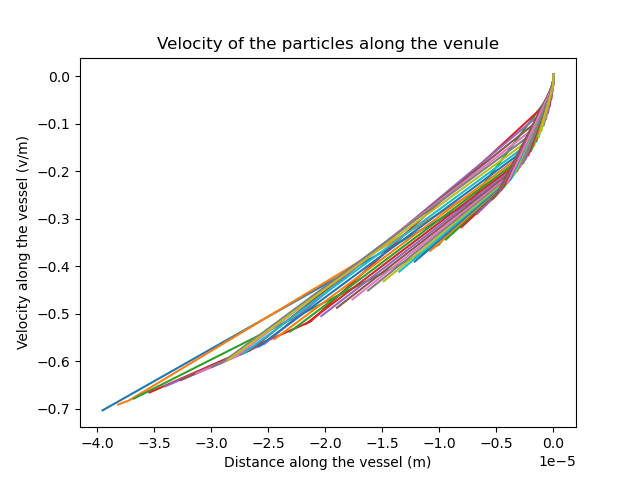 Velocity of the particles along the venule
Velocity along the vessel (v/m)
0.0
−0.1
−0.2
−0.3
−0.4
−0.5
−0.6
−0.7
−4.0 −3.5 −3.0 −2.5 −2.0 −1.5 −1.0 −0.5 0.0
1e−5
Distance along the vessel (m)